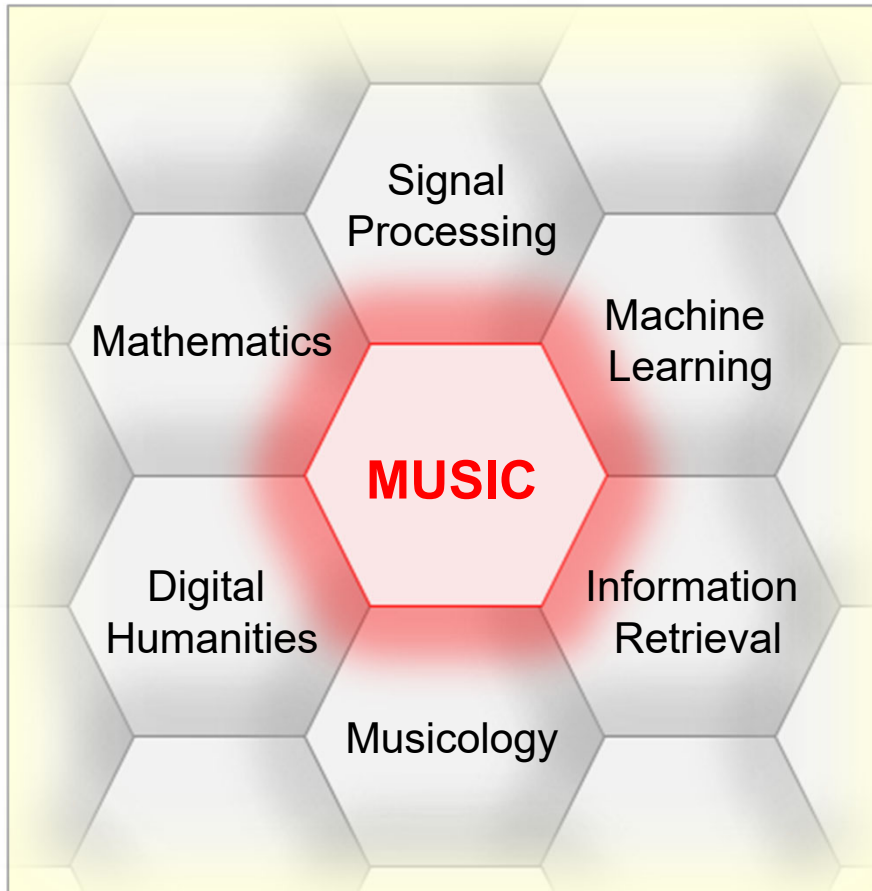 Signal
Processing
Machine
Learning
Mathematics
MUSIC
Digital
Humanities
Information
Retrieval
Musicology